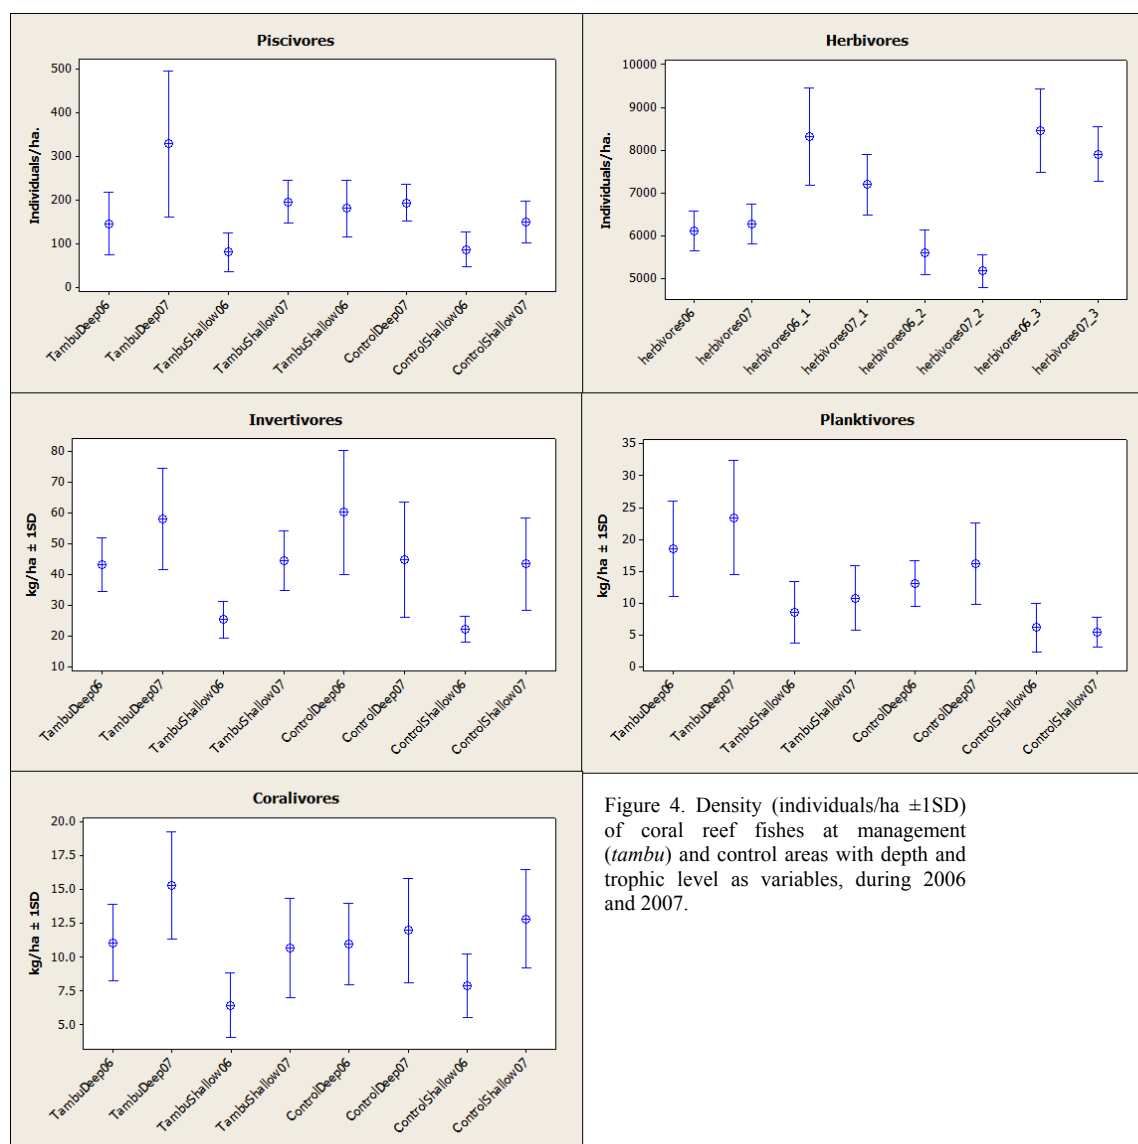 Piscivores
Individuals/ha.
500
400
300
200
100
0
TambuDeep06
TambuDeep07
TambuShallow06
TambuShallow07
TambuShallow06
ControlDeep07
ControlShallow06
ControlShallow07
Herbivores
Individuals/ha.
10000
9000
8000
7000
6000
5000
herbivores06
herbivores07
herbivores06_1
herbivores07_1
herbivores06_2
herbivores07_2
herbivores06_3
herbivores07_3
Invertivores
kg/ha ± 1SD
80
70
60
50
40
30
20
10
TambuDeep06
TambuDeep07
TambuShallow06
TambuShallow07
ControlDeep06
ControlDeep07
ControlShallow06
ControlShallow07
Planktivores
kg/ha ± 1SD
35
30
25
20
15
10
5
0
TambuDeep06
TambuDeep07
TambuShallow06
TambuShallow07
ControlDeep06
ControlDeep07
ControlShallow06
ControlShallow07
Coralivores
kg/ha ± 1SD
20.0
17.5
15.0
12.5
10.0
7.5
5.0
TambuDeep06
TambuDeep07
TambuShallow06
TambuShallow07
ControlDeep06
ControlDeep07
ControlShallow06
ControlShallow07
Figure 4. Density (individuals/ha ±1SD)
of coral reef fishes at management
(tambu) and control areas with depth and
trophic level as variables, during 2006
and 2007.